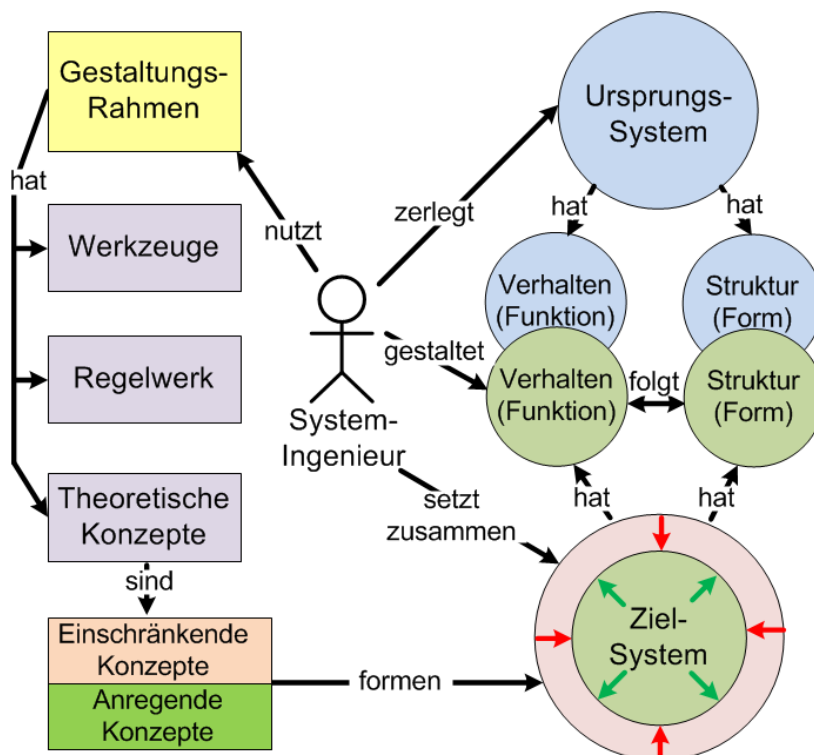 Gestaltungs-
Rahmen
hat
Werkzeuge
Regelwerk
Theoretische
Konzepte
sind
Einschränkende
Konzepte
Anregende
Konzepte
nutzt
zerlegt
gestaltet
System-
Ingenieur
setzt
zusammen
formen
Ursprungs-
System
hat
hat
Verhalten
(Funktion)
Struktur
(Form)
Verhalten
(Funktion)
folgt
Struktur
(Form)
hat
hat
Ziel-
System